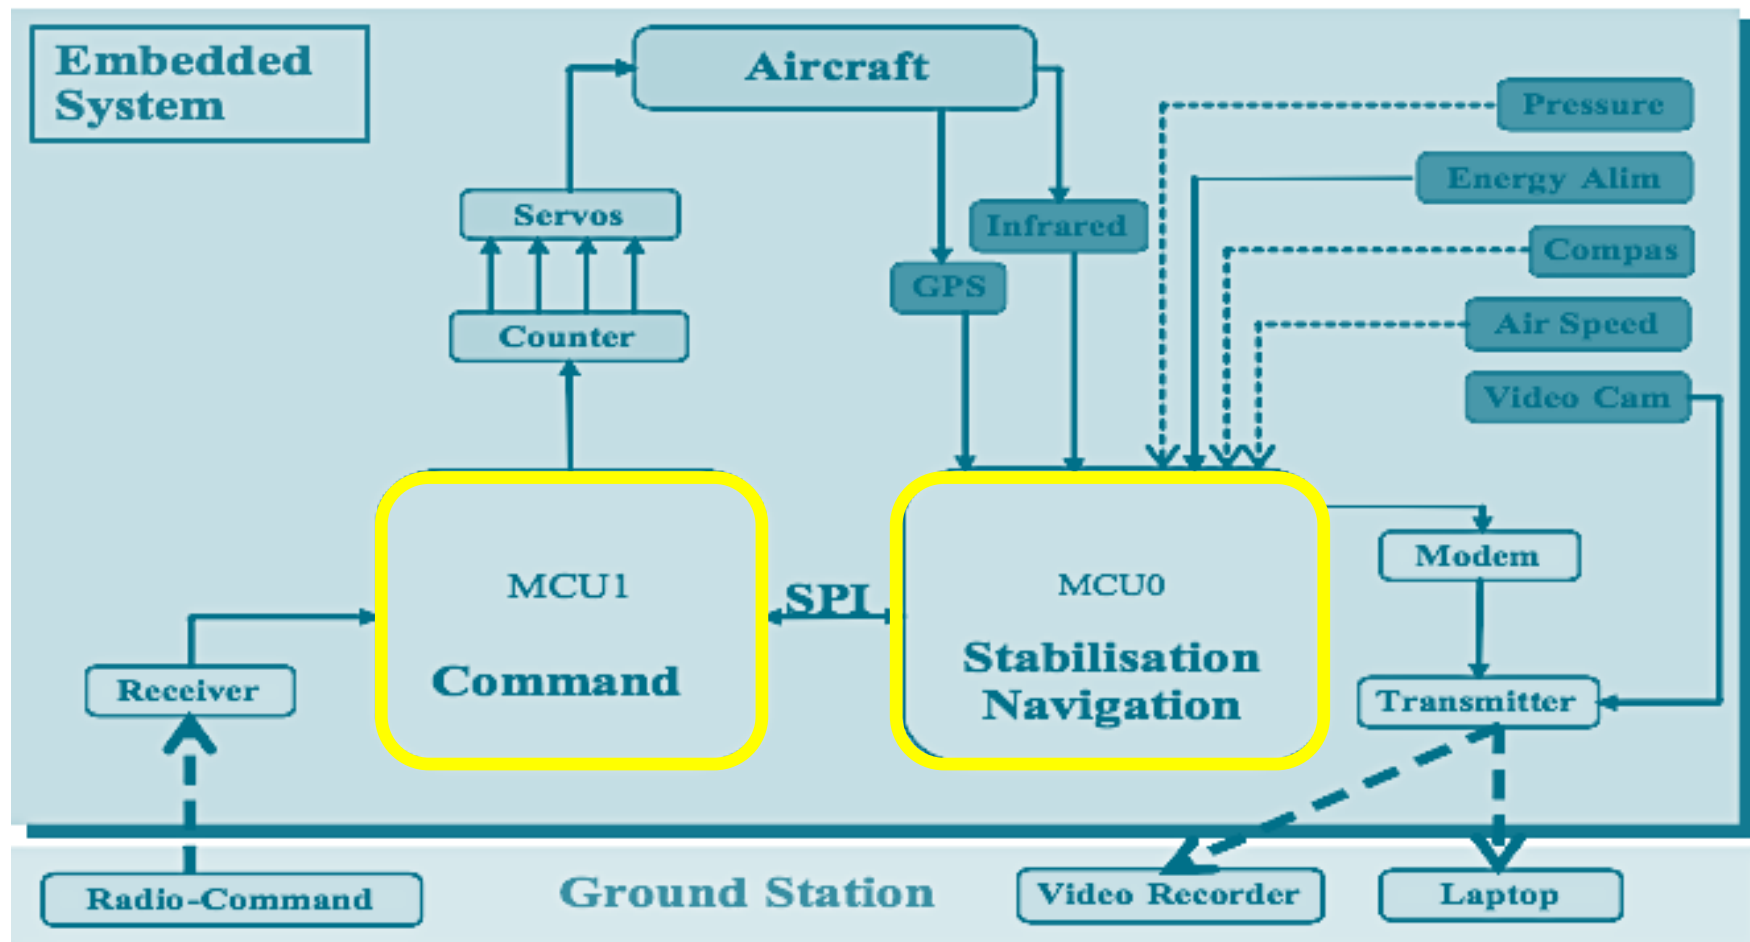 Embedded
System
Aircraft
Pressure
Energy Alim
Servos
Infrared
Compas
GPS
Counter
Air Speed
Video Cam
MCU1
Command
SPI
MCU0
Stabilisation
Navigation
Modem
Receiver
Transmitter
Radio-Command
Ground Station
Video Recorder
Laptop